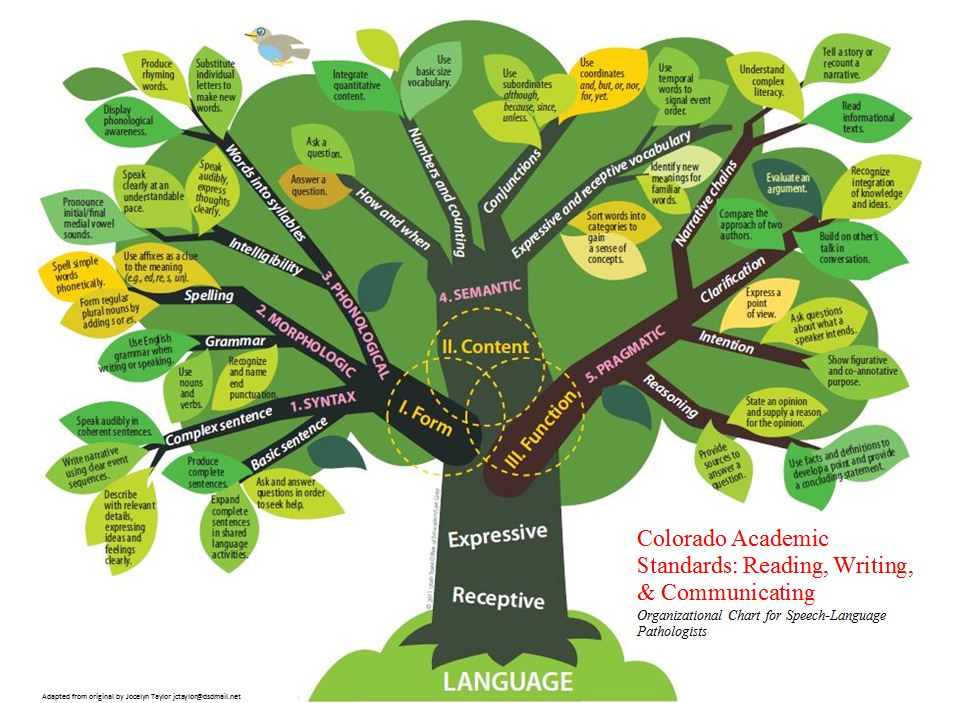 Produce
rhyming
words.
Substitute
individual
letters to
make new
words.
Display
phonological
awareness.
Words into syllables
Speak
clearly at an
understandable
pace.
Speak
audibly,
express
thoughts
clearly.
Pronounce
initial/final
medial vowel
sounds.
Intelligibility
3. PHONOLOGICAL
Spell simple
words
phonetically.
Use affixes as a clue
to the meaning
(e.g., ed, re, s, un).
Form regular
plural nouns by
adding s or es.
Spelling
2. MORPHOLOGIC
Use English
grammar when
writing or speaking.
Grammar
Use
nouns
and
verbs.
Recognize
and name
end
punctuation.
1. SYNTAX
Speak audibly in
coherent sentences.
Complex sentence
Write narrative
using clear event
sequences.
Describe
with relevant
details,
expressing
ideas and
feelings
clearly.
Basic sentence
Produce
complete
sentences.
Expand
complete
sentences
in shared
language
activities.
Ask and answer
questions in order
to seek help.
I. Form
Ask a
question.
Answer a
question.
How and when
Integrate
quantitative
content.
Use
basic size
vocabulary.
Numbers and counting
Use
subordinates
although,
because, since,
unless.
Use
coordinates
and, but, or, nor,
for, yet.
Conjunctions
Use
temporal
words to
signal event
order.
Identify new
meanings for
familiar
words.
Sort words into
categories to
gain
a sense of
concepts.
Expressive and receptive vocabulary
4. SEMANTIC
II. Content
Understand
complex
literacy.
Tell a story or
recount a
narrative.
Read
informational
texts.
Narrative chains
Evaluate an
argument.
Recognize
integration
of knowledge
and ideas.
Compare the
approach of two
authors.
Build on other's
talk in
conversation.
Clarification
Express a
point
of view.
Ask questions
about what a
speaker intends.
Intention
Show figurative
and co-annotative
purpose.
Reasoning
State an opinion
and supply a reason
for the opinion.
Provide
sources to
answer a
question.
Use facts and definitions to
develop a point and provide
a concluding statement.
5. PRAGMATIC
III. Function
Expressive
Receptive
LANGUAGE
Colorado Academic
Standards: Reading, Writing,
& Communicating
Organizational Chart for Speech-Language
Pathologists
Adapted from original by Jocelyn Taylor jctaylor@dsdmail.net